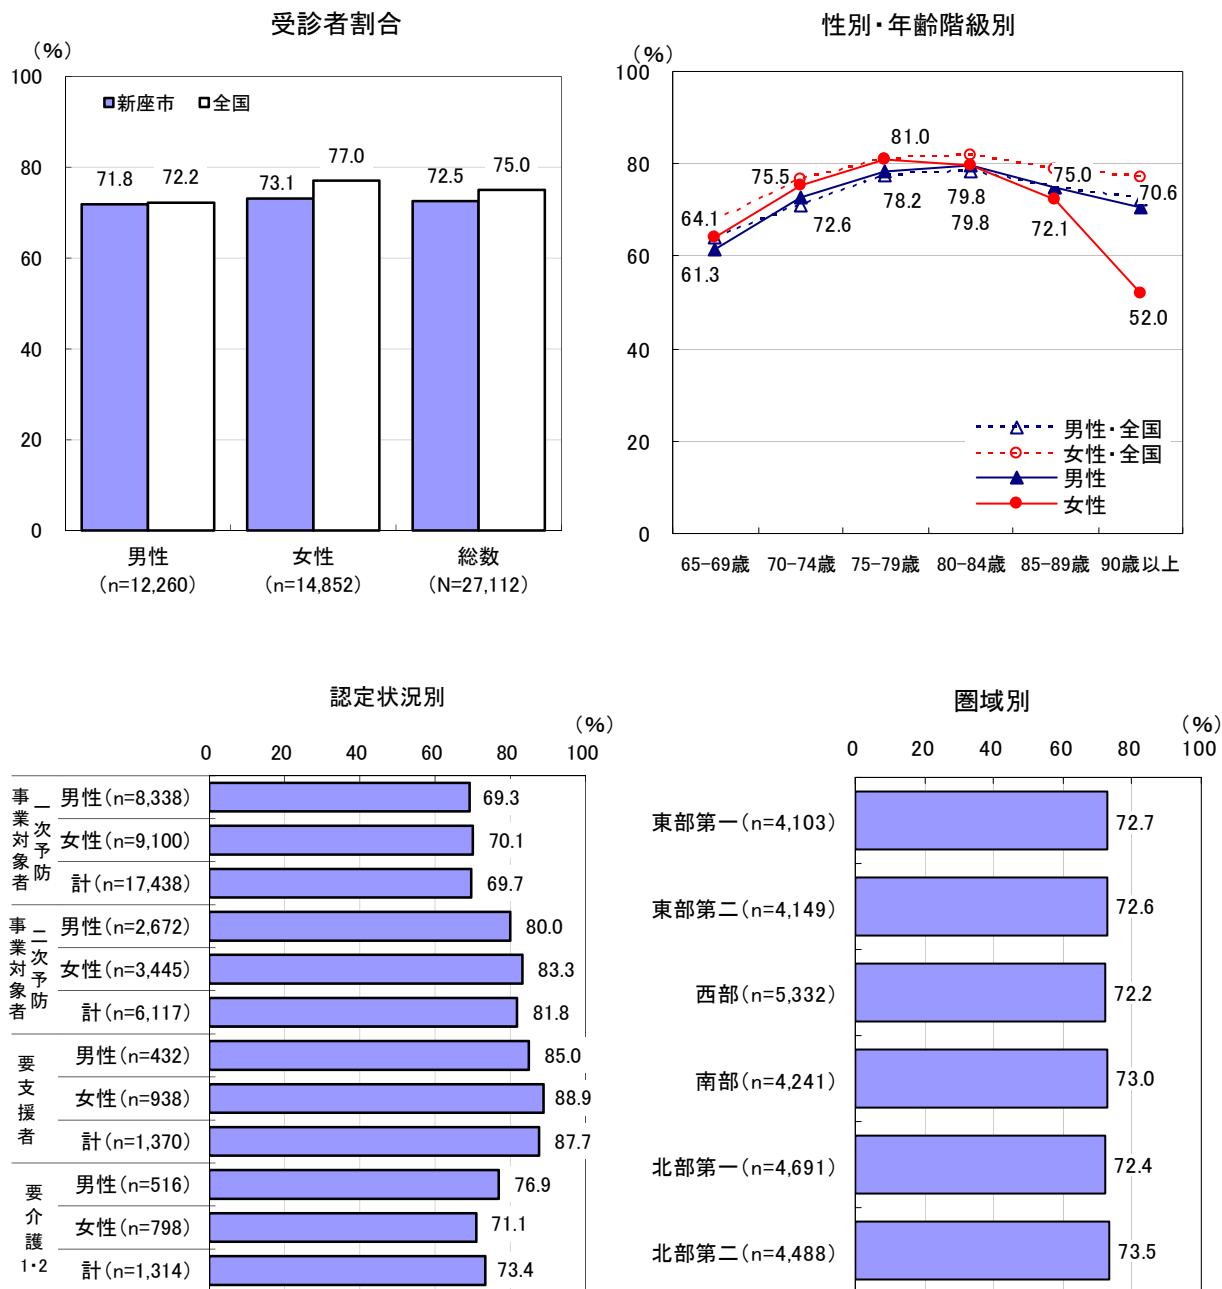 受診者割合
(%)
100
80
60
40
20
0
新座市 全国
71.8 72.2 73.1 77.0 72.5 75.0
男性 女性 総数
(n=12,260) (n=14,852) (N=27,112)
性別・年齢階級別
(%)
100
80
60
40
20
0
64.1
61.3
75.5
72.6
81.0
78.2
79.8
79.8
75.0
72.1
70.6
52.0
男性・全国
女性・全国
男性
女性
65-69歳 70-74歳 75-79歳 80-84歳 85-89歳 90歳以上
認定状況別
(%)
0 20 40 60 80 100
一次予防事業対象者
男性(n=8,338) 69.3
女性(n=9,100) 70.1
計(n=17,438) 69.7
二次予防事業対象者
男性(n=2,672) 80.0
女性(n=3,445) 83.3
計(n=6,117) 81.8
要支援者
男性(n=432) 85.0
女性(n=938) 88.9
計(n=1,370) 87.7
要介護1・2
男性(n=516) 76.9
女性(n=798) 71.1
計(n=1,314) 73.4
圏域別
(%)
0 20 40 60 80 100
東部第一(n=4,103) 72.7
東部第二(n=4,149) 72.6
西部(n=5,332) 72.2
南部(n=4,241) 73.0
北部第一(n=4,691) 72.4
北部第二(n=4,488) 73.5